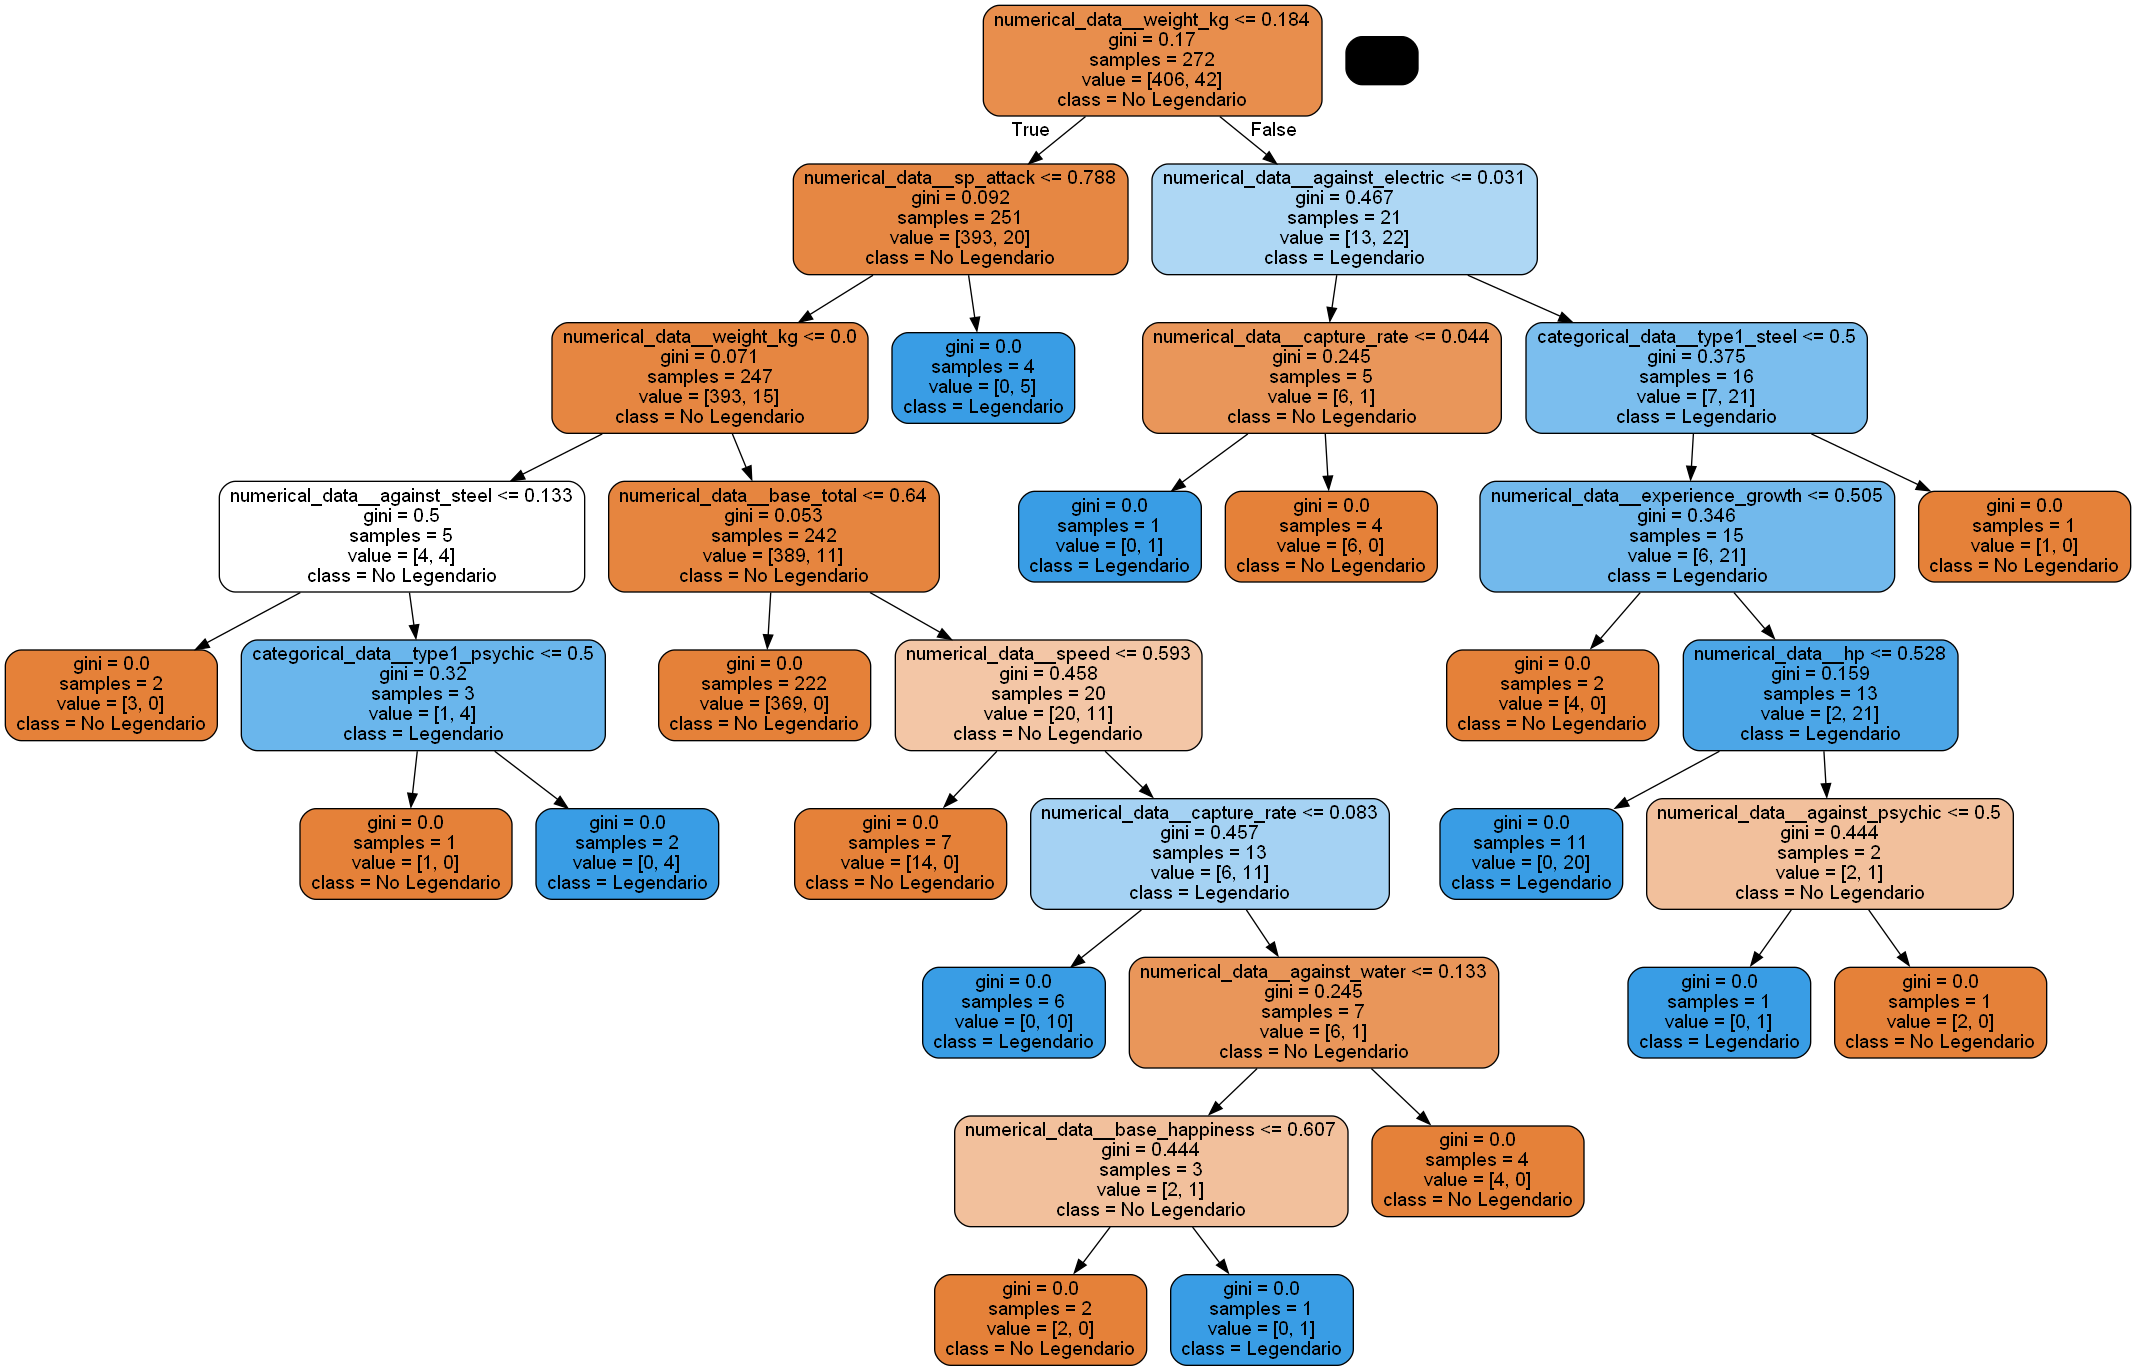 numerical_data__weight_kg <= 0.184
gini = 0.17
samples = 272
value = [406, 42]
class = No Legendario
True
False
numerical_data__sp_attack <= 0.788
gini = 0.092
samples = 251
value = [393, 20]
class = No Legendario
numerical_data__against_electric <= 0.031
gini = 0.467
samples = 21
value = [13, 22]
class = Legendario
numerical_data__weight_kg <= 0.0
gini = 0.071
samples = 247
value = [393, 15]
class = No Legendario
gini = 0.0
samples = 4
value = [0, 5]
class = Legendario
numerical_data__capture_rate <= 0.044
gini = 0.245
samples = 5
value = [6, 1]
class = No Legendario
categorical_data__type1_steel <= 0.5
gini = 0.375
samples = 16
value = [7, 21]
class = Legendario
numerical_data__against_steel <= 0.133
gini = 0.5
samples = 5
value = [4, 4]
class = No Legendario
numerical_data__base_total <= 0.64
gini = 0.053
samples = 242
value = [389, 11]
class = No Legendario
gini = 0.0
samples = 1
value = [0, 1]
class = Legendario
gini = 0.0
samples = 4
value = [6, 0]
class = No Legendario
numerical_data__experience_growth <= 0.505
gini = 0.346
samples = 15
value = [6, 21]
class = Legendario
gini = 0.0
samples = 1
value = [1, 0]
class = No Legendario
gini = 0.0
samples = 2
value = [3, 0]
class = No Legendario
categorical_data__type1_psychic <= 0.5
gini = 0.32
samples = 3
value = [1, 4]
class = Legendario
gini = 0.0
samples = 222
value = [369, 0]
class = No Legendario
numerical_data__speed <= 0.593
gini = 0.458
samples = 20
value = [20, 11]
class = No Legendario
gini = 0.0
samples = 2
value = [4, 0]
class = No Legendario
numerical_data__hp <= 0.528
gini = 0.159
samples = 13
value = [2, 21]
class = Legendario
gini = 0.0
samples = 1
value = [1, 0]
class = No Legendario
gini = 0.0
samples = 2
value = [0, 4]
class = Legendario
gini = 0.0
samples = 7
value = [14, 0]
class = No Legendario
numerical_data__capture_rate <= 0.083
gini = 0.457
samples = 13
value = [6, 11]
class = Legendario
gini = 0.0
samples = 11
value = [0, 20]
class = Legendario
numerical_data__against_psychic <= 0.5
gini = 0.444
samples = 2
value = [2, 1]
class = No Legendario
gini = 0.0
samples = 6
value = [0, 10]
class = Legendario
numerical_data__against_water <= 0.133
gini = 0.245
samples = 7
value = [6, 1]
class = No Legendario
gini = 0.0
samples = 1
value = [0, 1]
class = Legendario
gini = 0.0
samples = 1
value = [2, 0]
class = No Legendario
numerical_data__base_happiness <= 0.607
gini = 0.444
samples = 3
value = [2, 1]
class = No Legendario
gini = 0.0
samples = 4
value = [4, 0]
class = No Legendario
gini = 0.0
samples = 2
value = [2, 0]
class = No Legendario
gini = 0.0
samples = 1
value = [0, 1]
class = Legendario